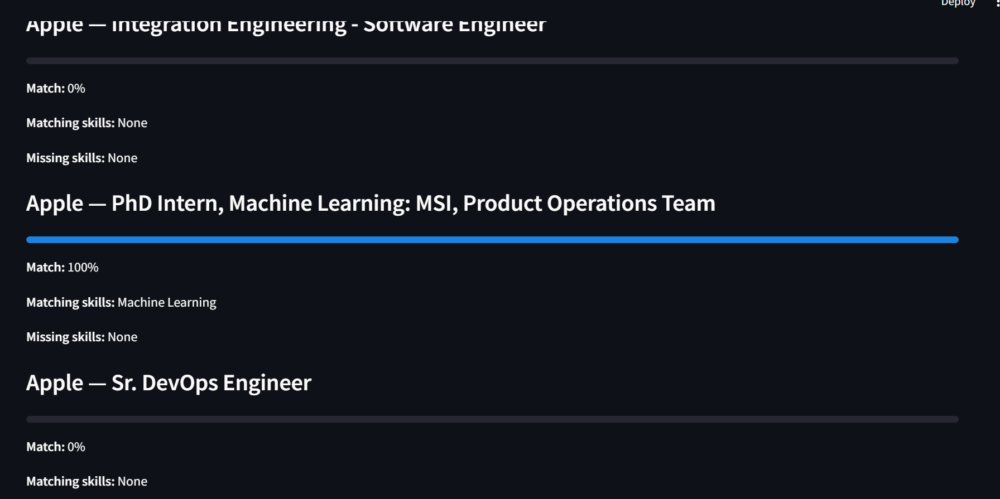 Deploy
Apple — Integration Engineering - Software Engineer
Match: 0%
Matching skills: None
Missing skills: None
Apple — PhD Intern, Machine Learning: MSI, Product Operations Team
Match: 100%
Matching skills: Machine Learning
Missing skills: None
Apple — Sr. DevOps Engineer
Match: 0%
Matching skills: None